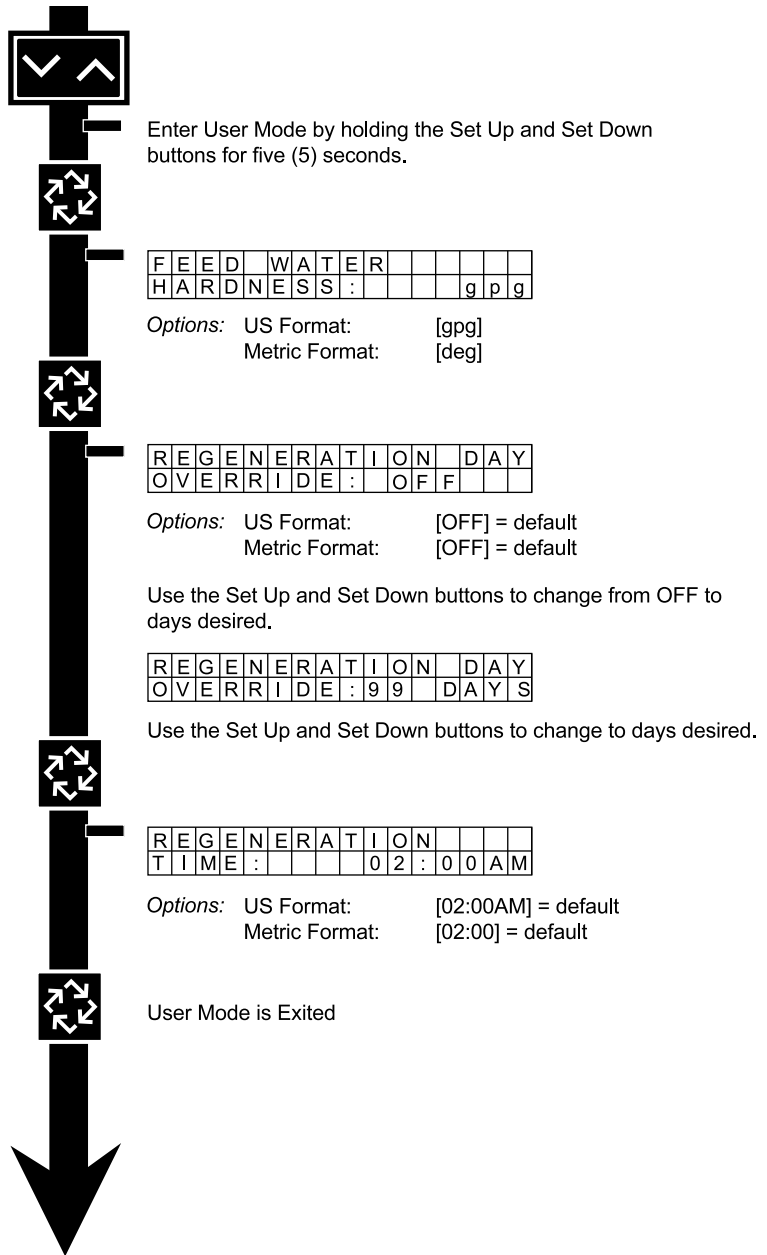 Enter User Mode by holding the Set Up and Set Down
buttons for five (5) seconds.
FEED WATER
HARDNESS:    gpg
Options: US Format: [gpg]
Metric Format: [deg]
REGENERATION DAY
OVERRIDE: OFF
Options: US Format: [OFF] = default
Metric Format: [OFF] = default
Use the Set Up and Set Down buttons to change from OFF to
days desired.
REGENERATION DAY
OVERRIDE:99 DAYS
Use the Set Up and Set Down buttons to change to days desired.
REGENERATION
TIME:    02:00AM
Options: US Format: [02:00AM] = default
Metric Format: [02:00] = default
User Mode is Exited